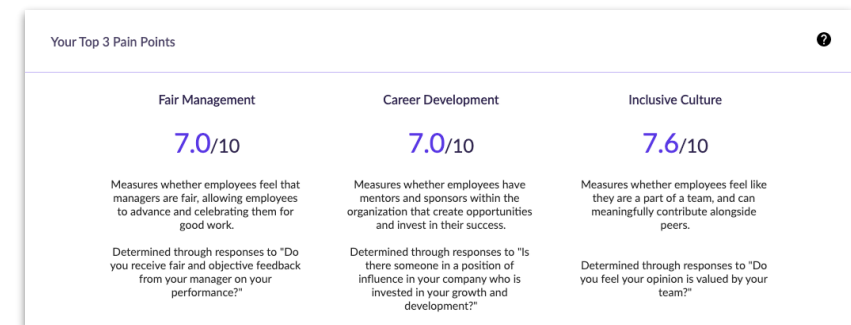 Your Top 3 Pain Points
Fair Management
7.0/10
Measures whether employees feel that
managers are fair, allowing employees
to advance and celebrating them for
good work.
Determined through responses to "Do
you receive fair and objective feedback
from your manager on your
performance?"
Career Development
7.0/10
Measures whether employees have
mentors and sponsors within the
organization that create opportunities
and invest in their success.
Determined through responses to "Is
there someone in a position of
influence in your company who is
invested in your growth and
development?"
Inclusive Culture
7.6/10
Measures whether employees feel like
they are a part of a team, and can
meaningfully contribute alongside
peers.
Determined through responses to "Do
you feel your opinion is valued by your
team?"